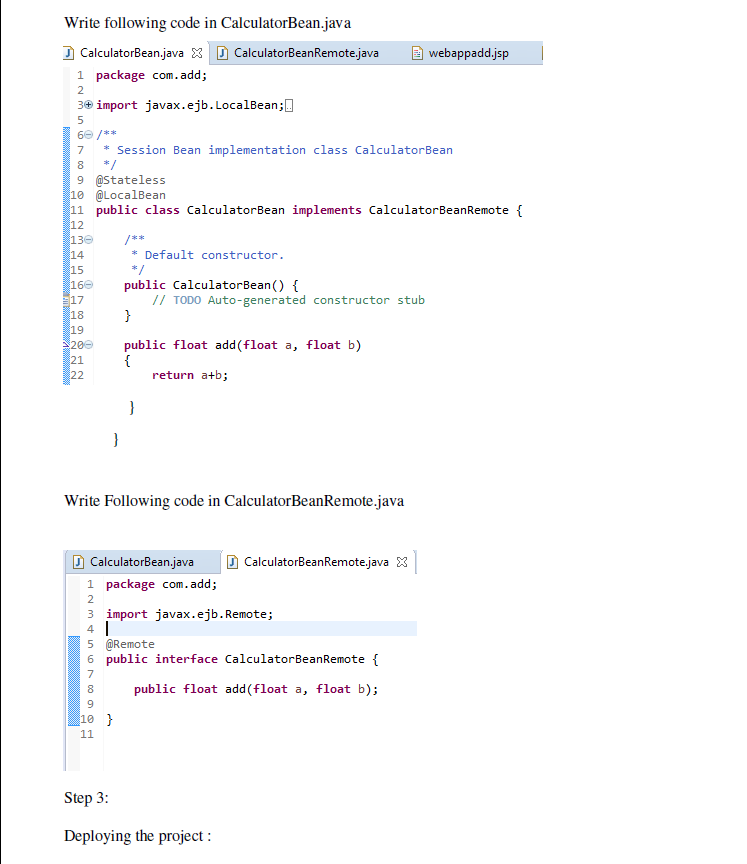 Write following code in CalculatorBean.java
CalculatorBean.java CalculatorBeanRemote.java webappadd.jsp
1 package com.add;
2
3 import javax.ejb.LocalBean;
5
6 /**
7 * Session Bean implementation class CalculatorBean
8 */
9 @Stateless
10 @LocalBean
11 public class CalculatorBean implements CalculatorBeanRemote {
12
13 /**
14 * Default constructor.
15 */
16 public CalculatorBean() {
17 // TODO Auto-generated constructor stub
18 }
19
20 public float add(float a, float b)
21 {
22 return a+b;
}
}
Write Following code in CalculatorBeanRemote.java
CalculatorBean.java CalculatorBeanRemote.java
1 package com.add;
2
3 import javax.ejb.Remote;
4
5 @Remote
6 public interface CalculatorBeanRemote {
7
8 public float add(float a, float b);
9
10 }
11
Step 3:
Deploying the project :